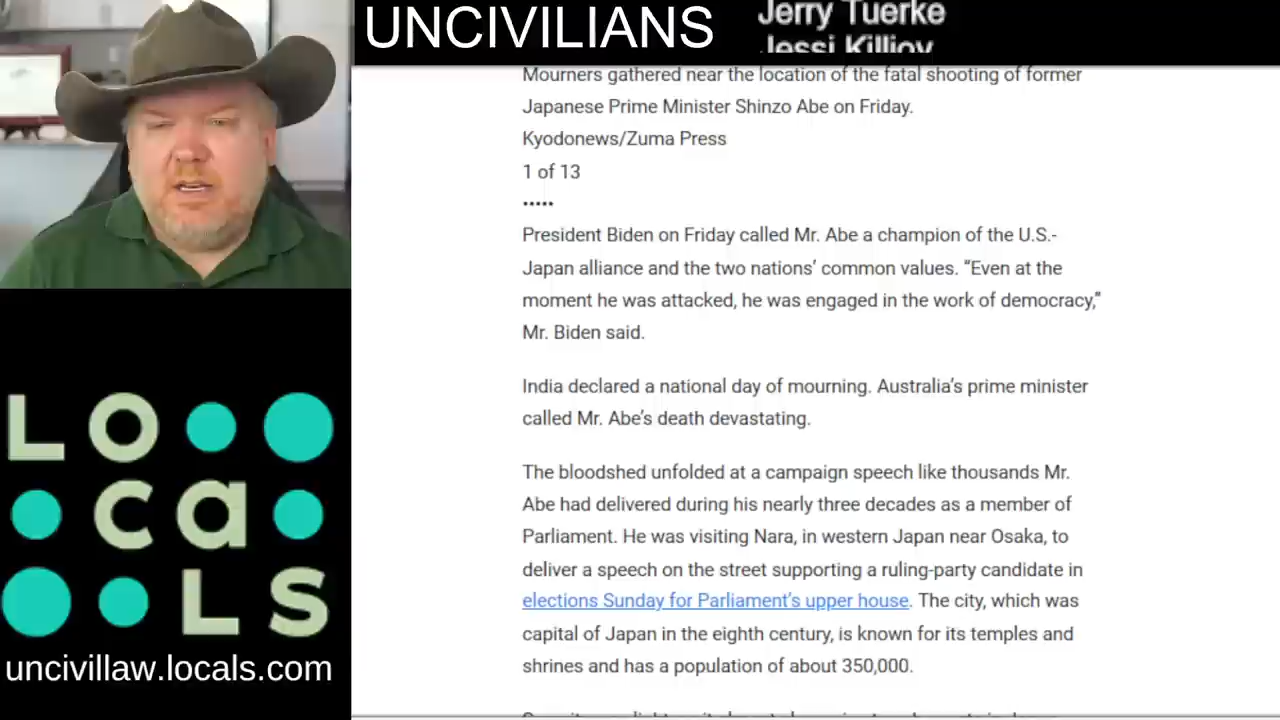 UNCIVILIANS
Jerry Tuerke
Jessi Killjoy
Mourners gathered near the location of the fatal shooting of former
Japanese Prime Minister Shinzo Abe on Friday.
Kyodonews/Zuma Press
1 of 13
•••••
President Biden on Friday called Mr. Abe a champion of the U.S.-
Japan alliance and the two nations’ common values. “Even at the
moment he was attacked, he was engaged in the work of democracy,”
Mr. Biden said.
India declared a national day of mourning. Australia’s prime minister
called Mr. Abe’s death devastating.
The bloodshed unfolded at a campaign speech like thousands Mr.
Abe had delivered during his nearly three decades as a member of
Parliament. He was visiting Nara, in western Japan near Osaka, to
deliver a speech on the street supporting a ruling-party candidate in
elections Sunday for Parliament’s upper house. The city, which was
capital of Japan in the eighth century, is known for its temples and
shrines and has a population of about 350,000.
LO
ca
LS
uncivillaw.locals.com